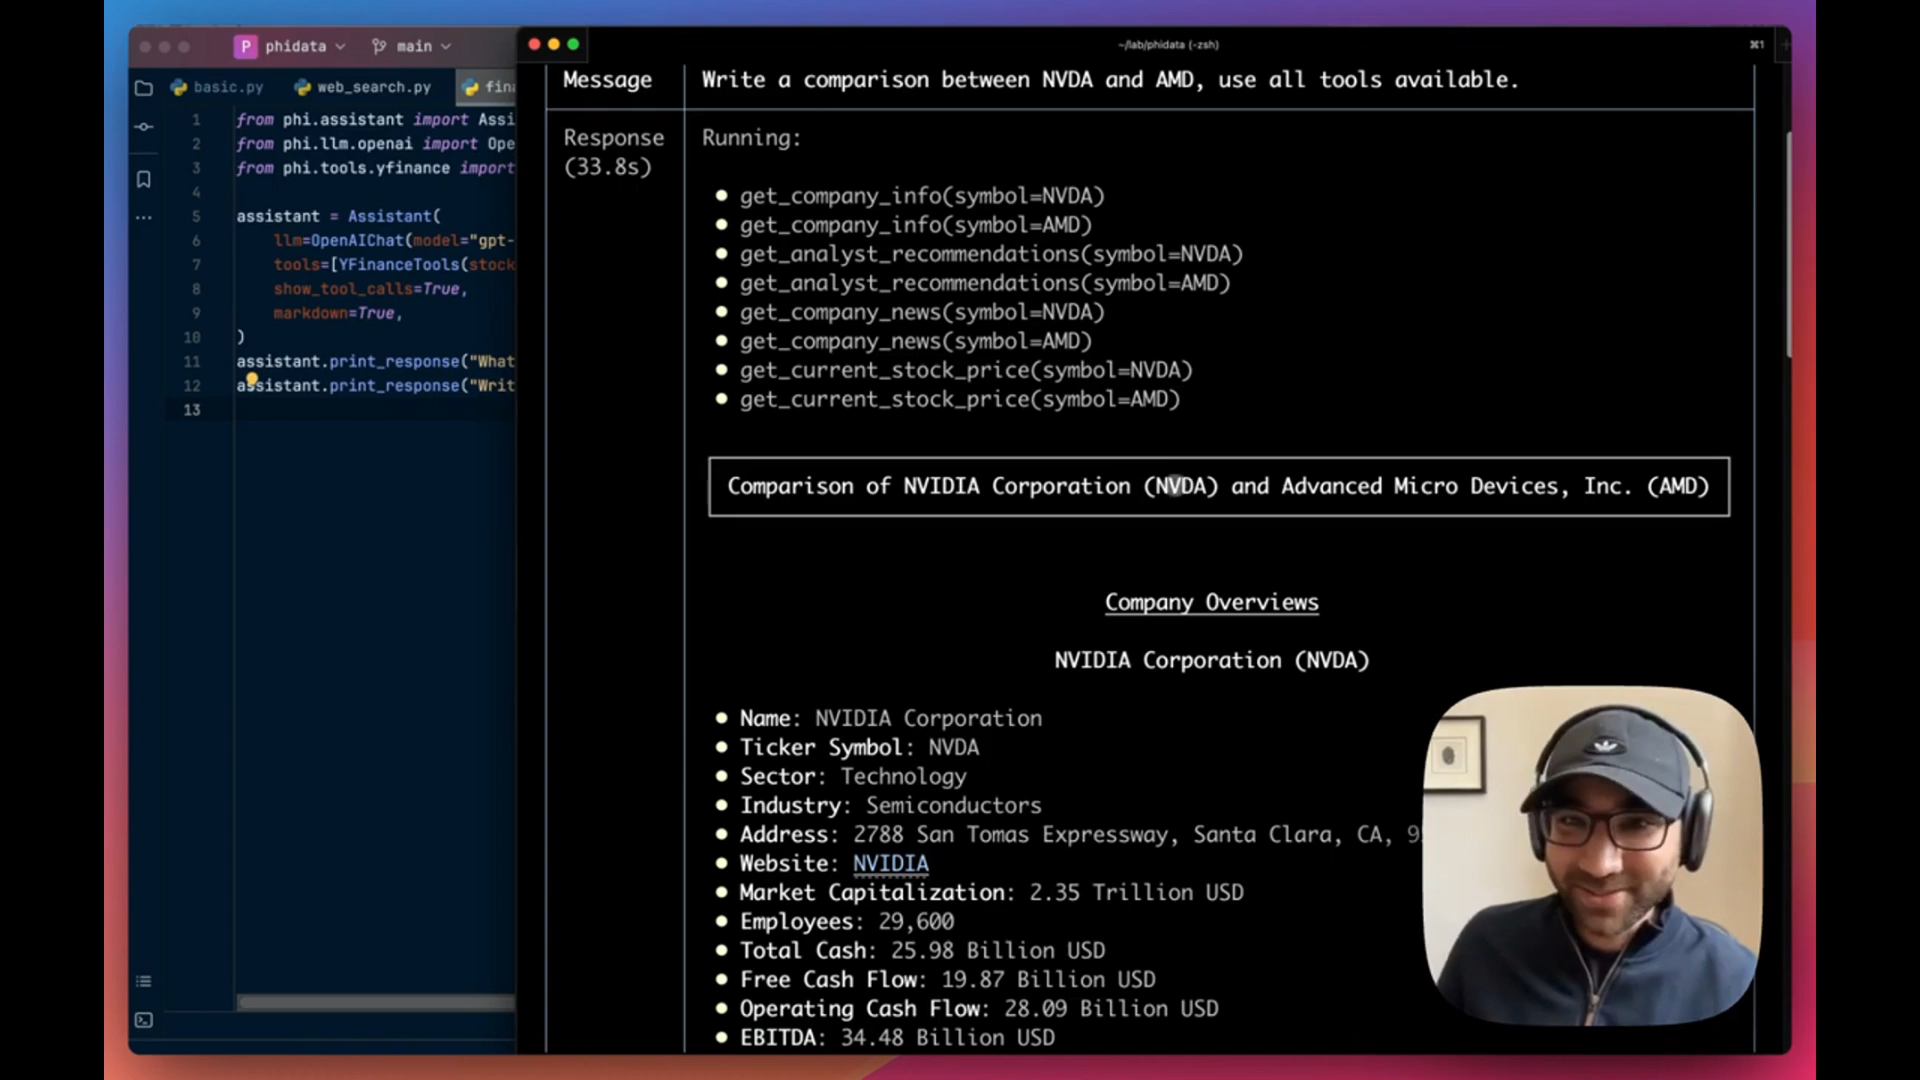 P phidata main
basic.py web_search.py fin
1 from phi.assistant import Assi
2 from phi.llm.openai import Ope
3 from phi.tools.yfinance import
4
5 assistant = Assistant(
6 llm=OpenAIChat(model="gpt-
7 tools=[YFinanceTools(stock
8 show_tool_calls=True,
9 markdown=True,
10 )
11 assistant.print_response("What
12 assistant.print_response("Writ
13
~/lab/phidata (-zsh) ⌘1
Message Write a comparison between NVDA and AMD, use all tools available.
Response Running:
(33.8s)
• get_company_info(symbol=NVDA)
• get_company_info(symbol=AMD)
• get_analyst_recommendations(symbol=NVDA)
• get_analyst_recommendations(symbol=AMD)
• get_company_news(symbol=NVDA)
• get_company_news(symbol=AMD)
• get_current_stock_price(symbol=NVDA)
• get_current_stock_price(symbol=AMD)
Comparison of NVIDIA Corporation (NVDA) and Advanced Micro Devices, Inc. (AMD)
Company Overviews
NVIDIA Corporation (NVDA)
• Name: NVIDIA Corporation
• Ticker Symbol: NVDA
• Sector: Technology
• Industry: Semiconductors
• Address: 2788 San Tomas Expressway, Santa Clara, CA, 9
• Website: NVIDIA
• Market Capitalization: 2.35 Trillion USD
• Employees: 29,600
• Total Cash: 25.98 Billion USD
• Free Cash Flow: 19.87 Billion USD
• Operating Cash Flow: 28.09 Billion USD
• EBITDA: 34.48 Billion USD